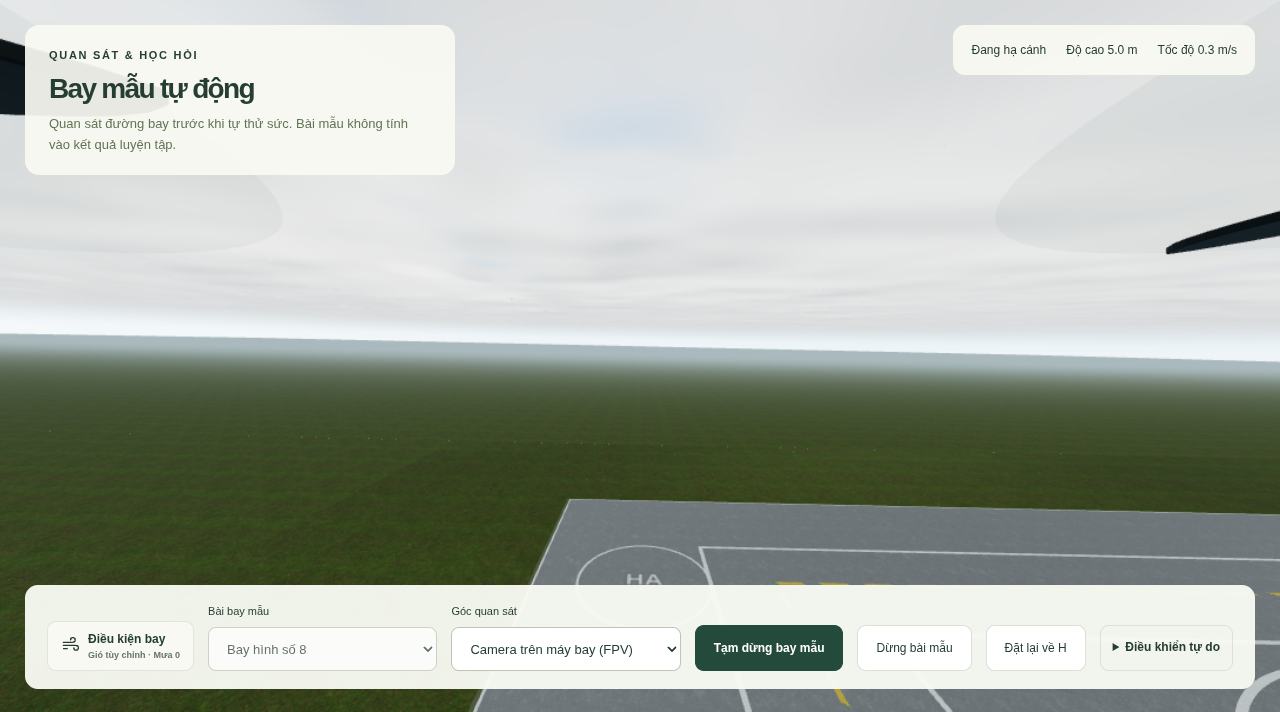 QUAN SÁT & HỌC HỎI
Bay mẫu tự động
Quan sát đường bay trước khi tự thử sức. Bài mẫu không tính
vào kết quả luyện tập.
Đang hạ cánh Độ cao 5.0 m Tốc độ 0.3 m/s
HA
Điều kiện bay
Gió tùy chỉnh · Mưa 0
Bài bay mẫu
Bay hình số 8
Góc quan sát
Camera trên máy bay (FPV)
Tạm dừng bay mẫu
Dừng bài mẫu
Đặt lại về H
Điều khiển tự do